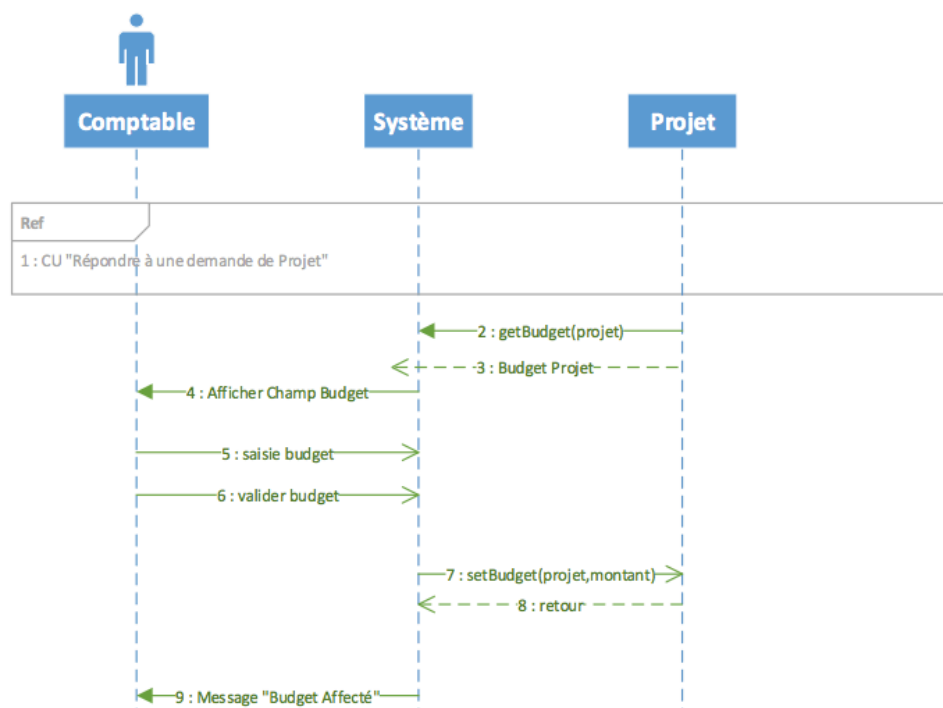 Comptable
Système
Projet
Ref
1 : CU "Répondre à une demande de Projet"
2 : getBudget(projet)
3 : Budget Projet
4 : Afficher Champ Budget
5 : saisie budget
6 : valider budget
7 : setBudget(projet,montant)
8 : retour
9 : Message "Budget Affecté"